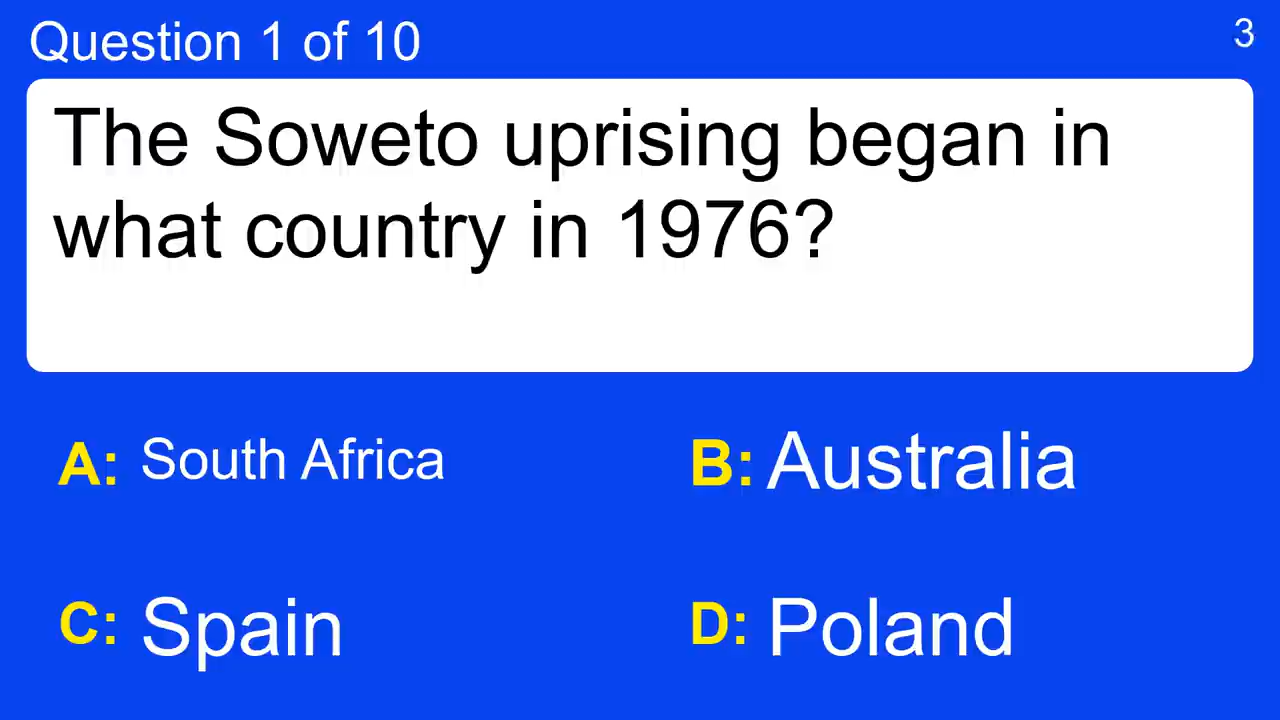 Question 1 of 10
3
The Soweto uprising began in
what country in 1976?
A: South Africa
B: Australia
C: Spain
D: Poland